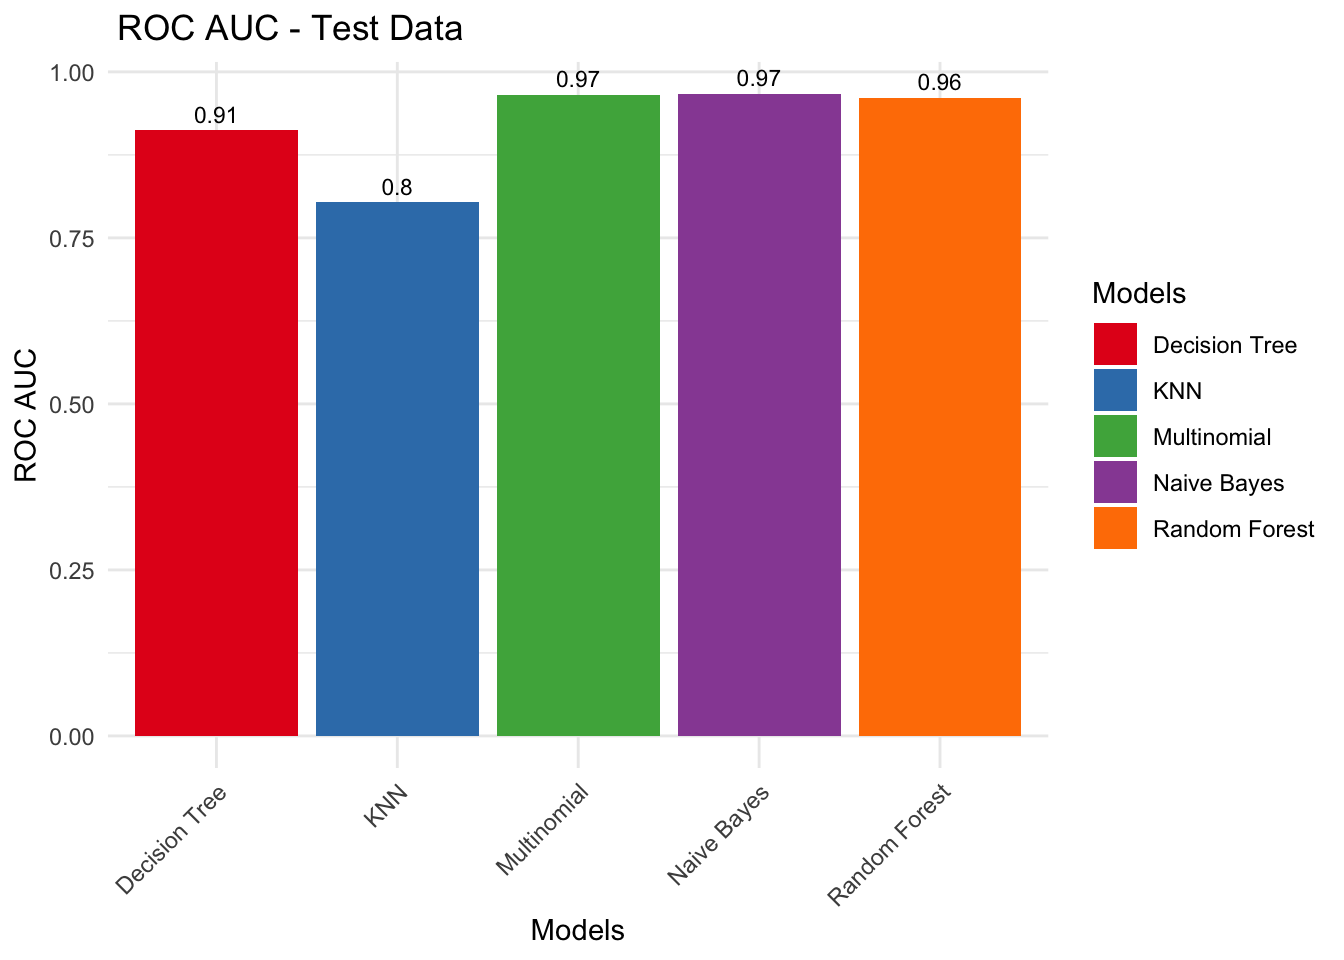 ROC AUC - Test Data
ROC AUC
1.00
0.75
0.50
0.25
0.00
0.91
0.8
0.97
0.97
0.96
Decision Tree
KNN
Multinomial
Naive Bayes
Random Forest
Models
Models
Decision Tree
KNN
Multinomial
Naive Bayes
Random Forest